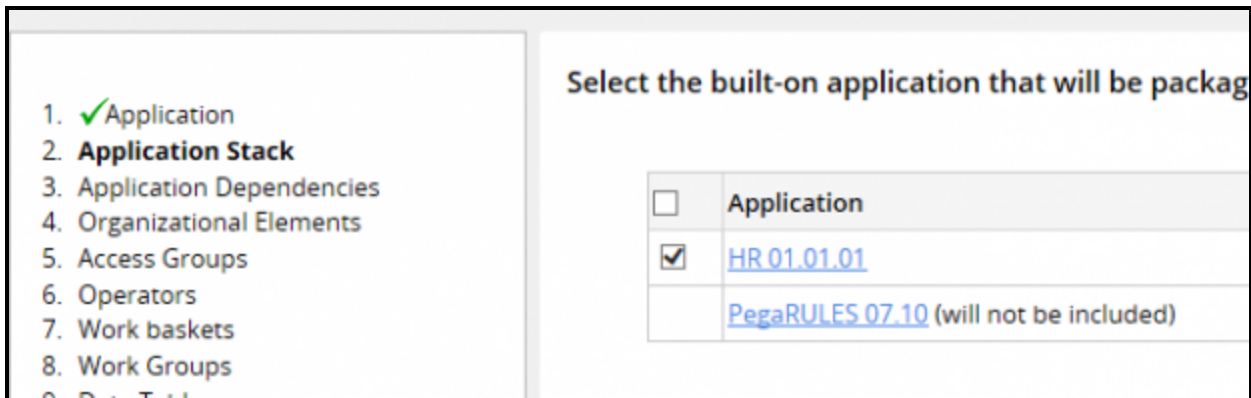 1. Application
2. Application Stack
3. Application Dependencies
4. Organizational Elements
5. Access Groups
6. Operators
7. Work baskets
8. Work Groups
Select the built-on application that will be packag
Application
HR 01.01.01
PegaRULES 07.10 (will not be included)